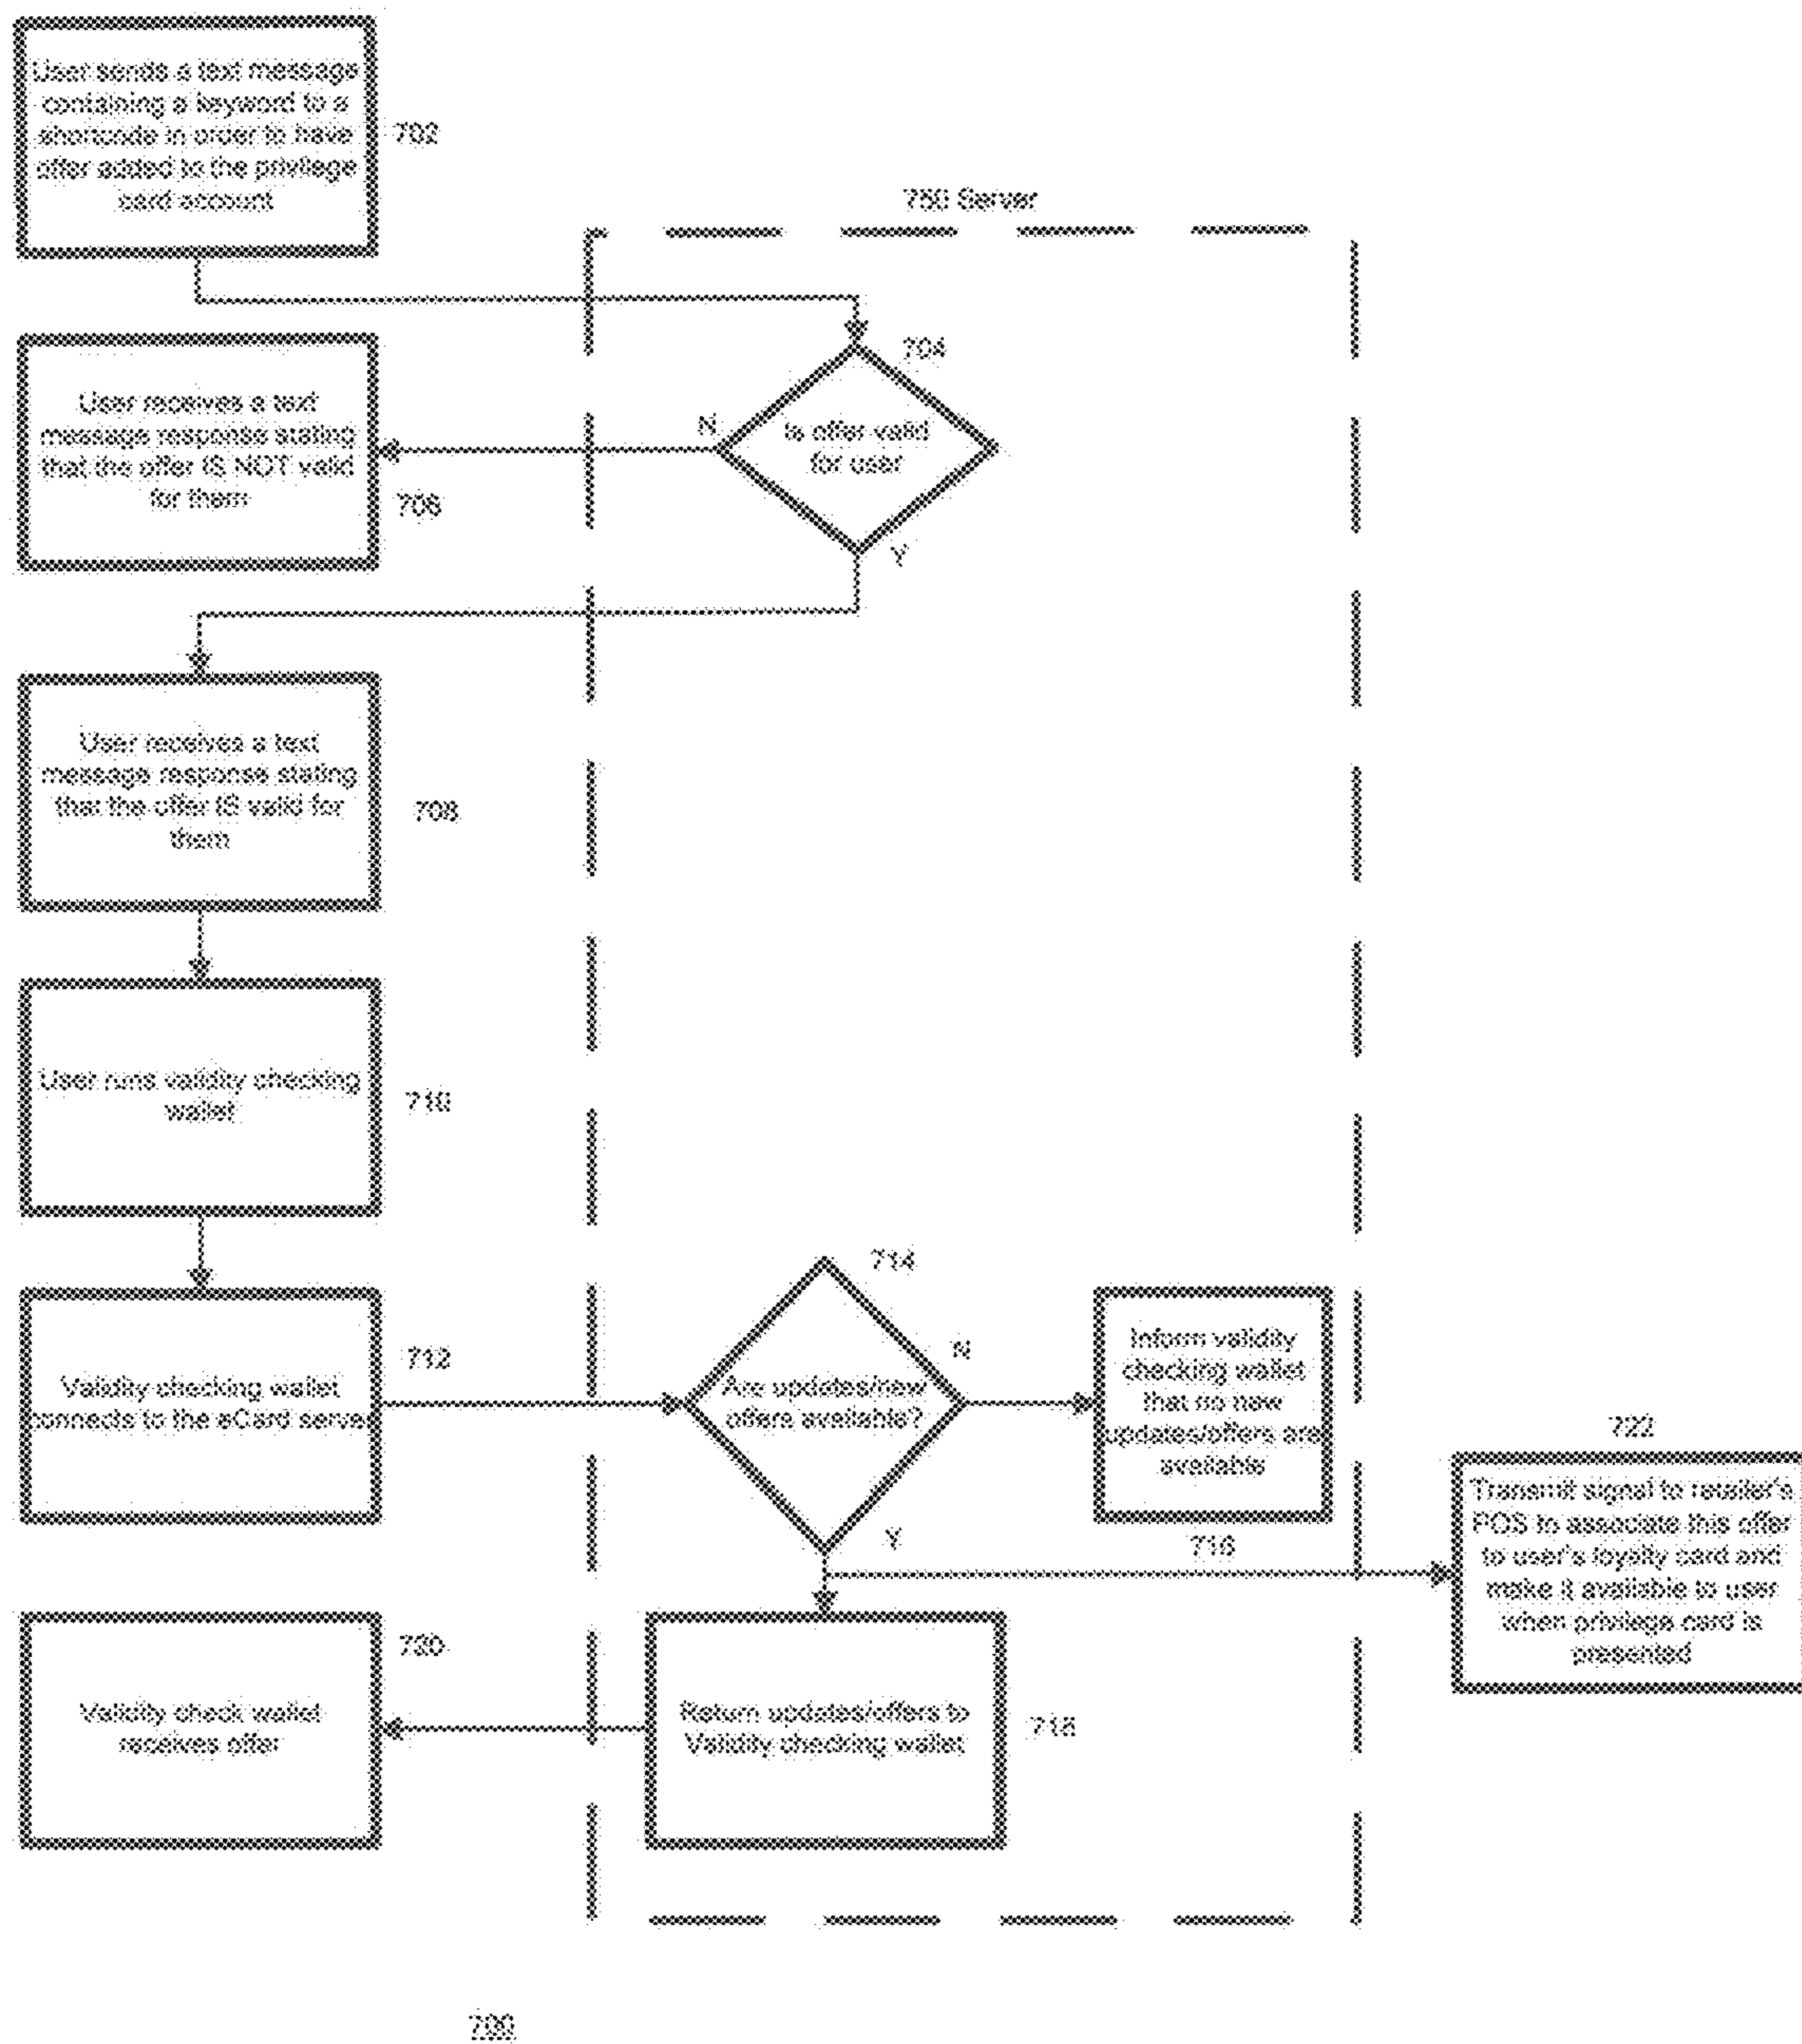 User sends a text message
containing a keyword to a
shortcode in order to have
offer added to the privilege
card account
702
750 Server
704
Is offer valid
for user
N
Y
User receives a text
message response stating
that the offer IS NOT valid
for them
706
User receives a text
message response stating
that the offer IS valid for
them
708
User runs validity checking
wallet
710
Validity checking wallet
connects to the eCard server
712
714
Are updates/new
offers available?
N
Y
Inform validity
checking wallet
that no new
updates/offers are
available
716
722
Transmit signal to retailer's
POS to associate this offer
to user's loyalty card and
make it available to user
when privilege card is
presented
Return updates/offers to
Validity checking wallet
718
720
Validity check wallet
receives offer
700